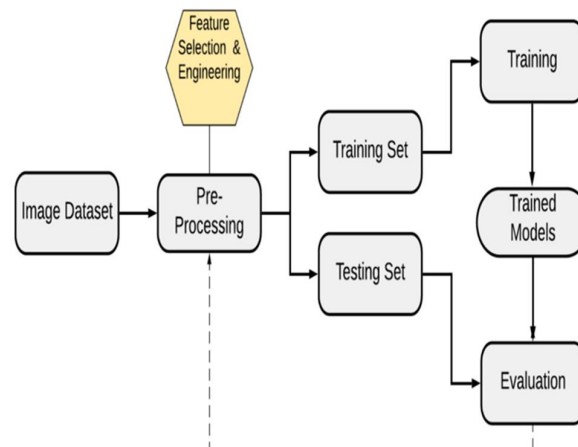 Feature
Selection &
Engineering
Image Dataset
Pre-
Processing
Training Set
Testing Set
Training
Trained
Models
Evaluation